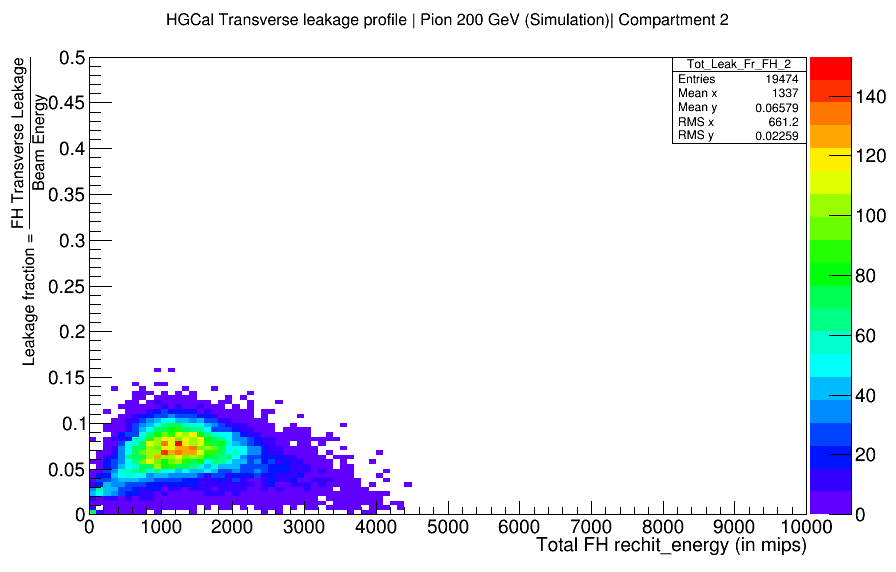 HGCal Transverse leakage profile | Pion 200 GeV (Simulation)| Compartment 2
Leakage fraction = FH Transverse Leakage
Beam Energy
0.5
0.45
0.4
0.35
0.3
0.25
0.2
0.15
0.1
0.05
0
Tot_Leak_Fr_FH_2
Entries 19474
Mean x 1337
Mean y 0.06579
RMS x 661.2
RMS y 0.02259
140
120
100
80
60
40
20
0
0 1000 2000 3000 4000 5000 6000 7000 8000 9000 10000
Total FH rechit_energy (in mips)